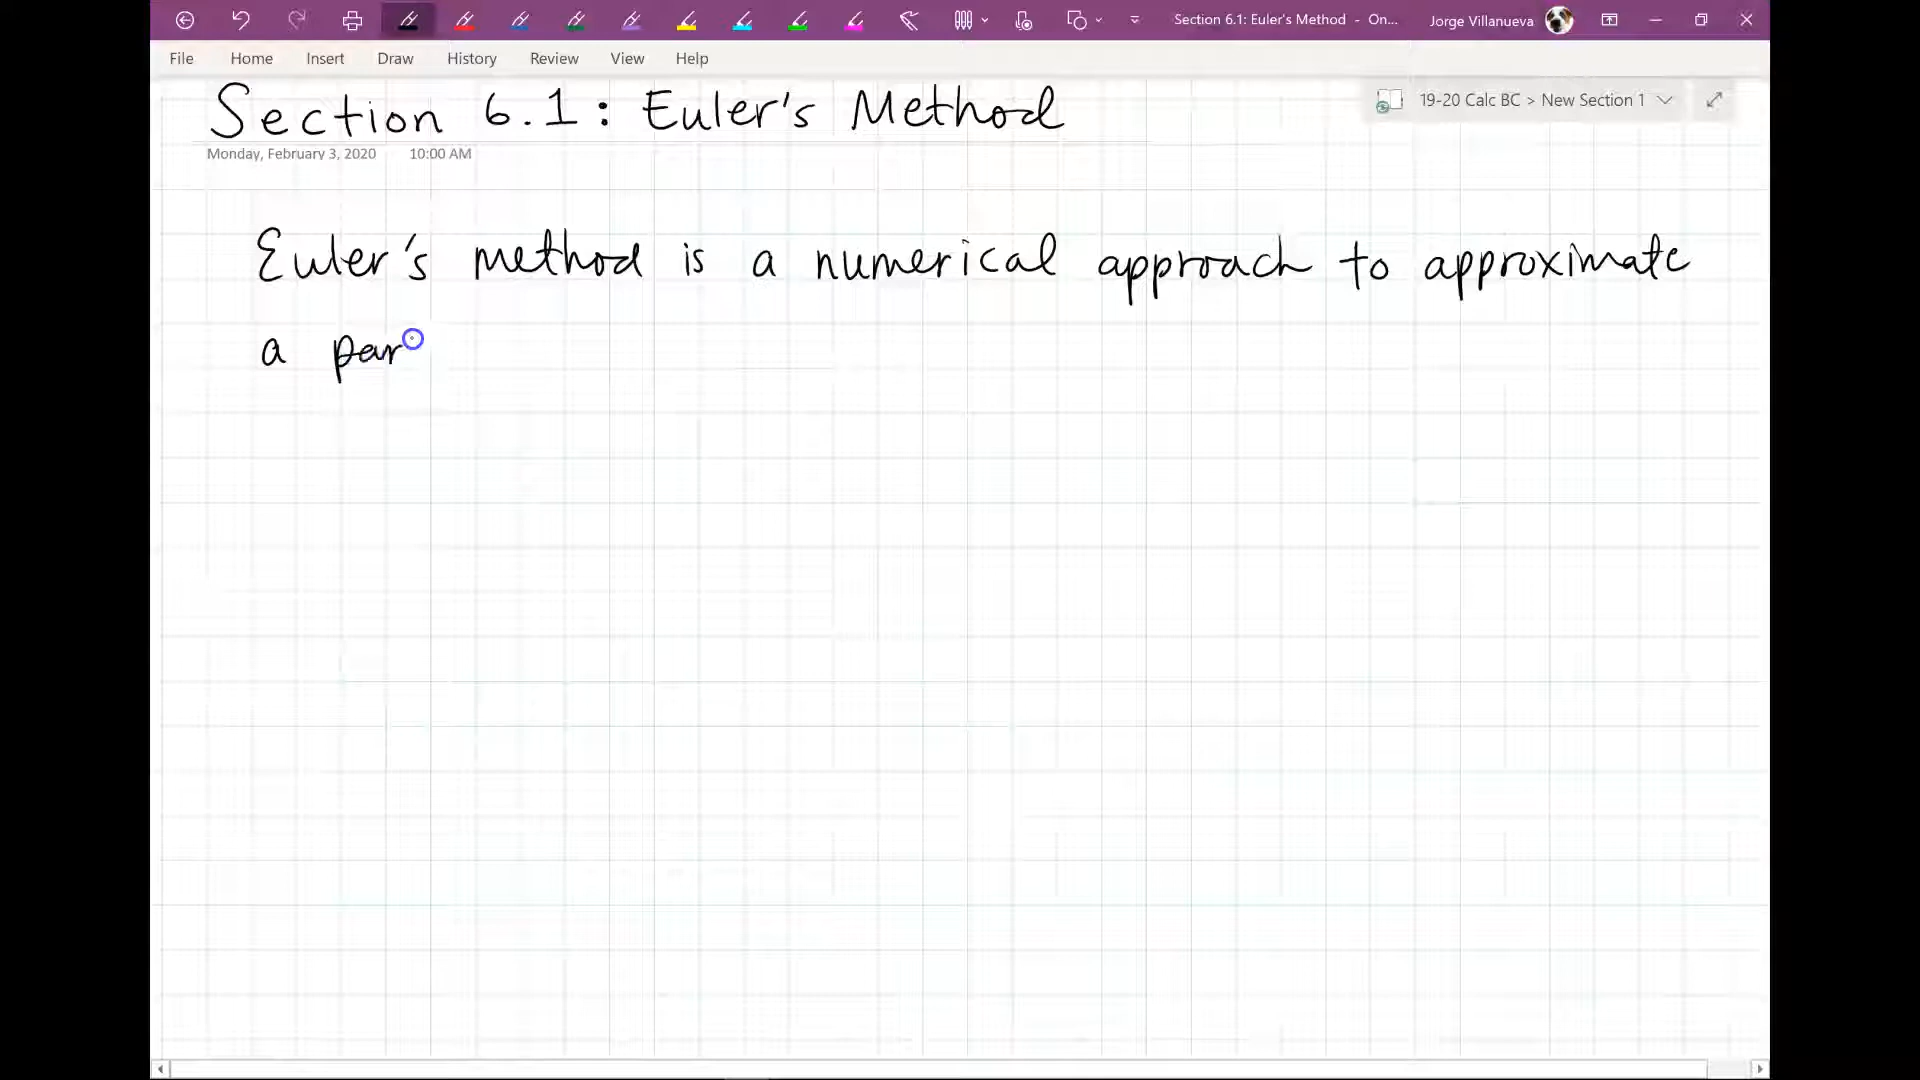 Section 6.1: Euler's Method - On...
Jorge Villanueva
File Home Insert Draw History Review View Help
Section 6.1: Euler's Method
19-20 Calc BC > New Section 1
Monday, February 3, 2020 10:00 AM
Euler's method is a numerical approach to approximate
a par